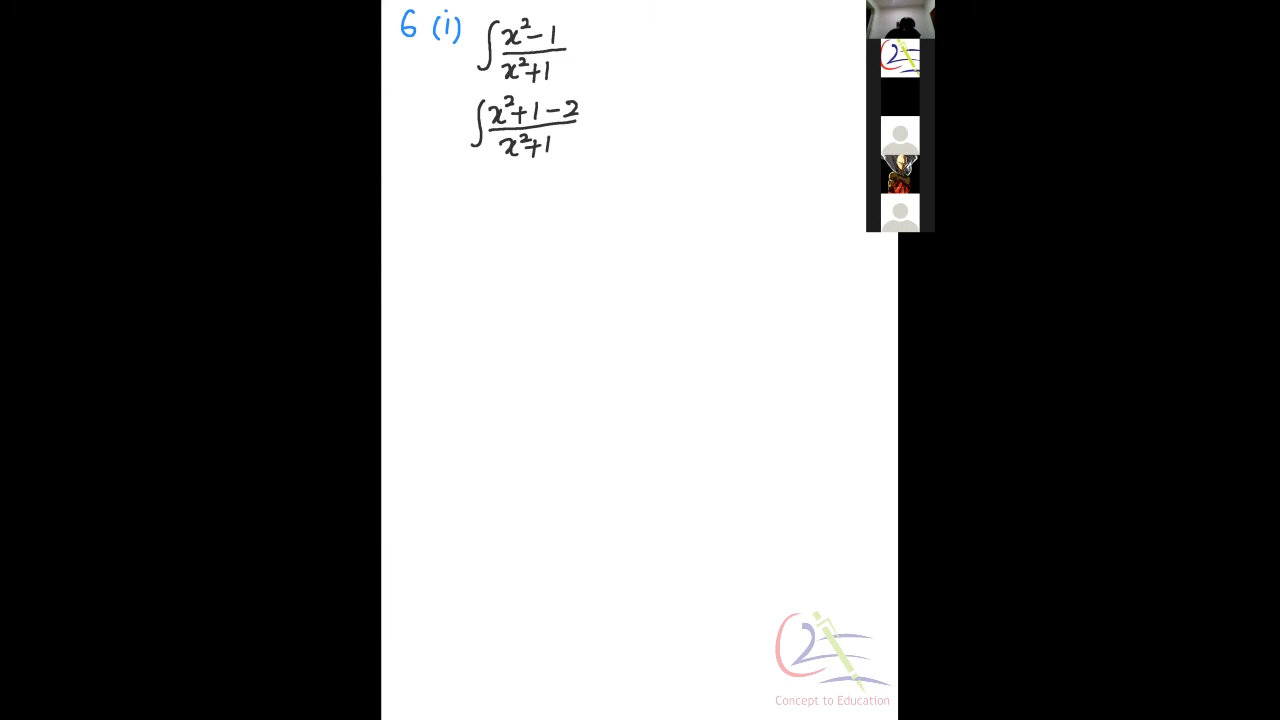 6 (i) ∫ x²-1 / x²+1
∫ x²+1-2 / x²+1
Concept to Education